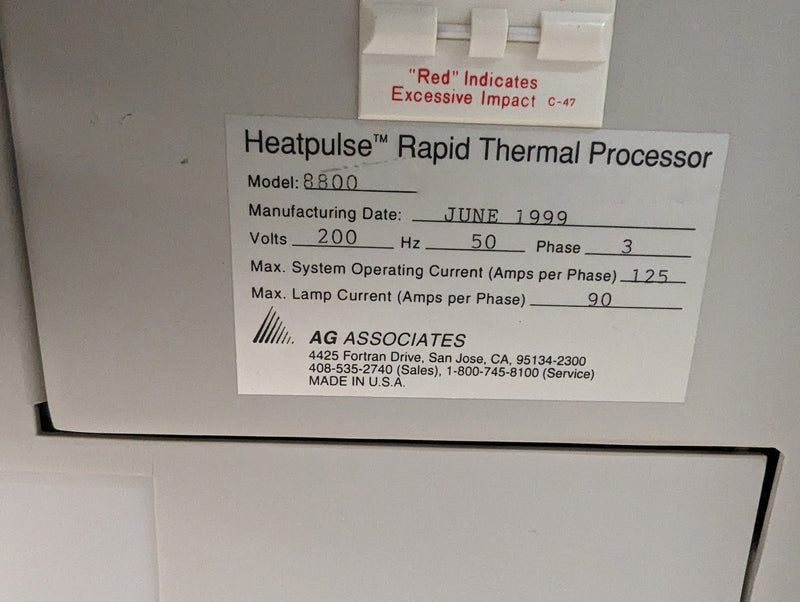 "Red" Indicates
Excessive Impact C-47
Heatpulse™ Rapid Thermal Processor
Model: 8800
Manufacturing Date: JUNE 1999
Volts 200 Hz 50 Phase 3
Max. System Operating Current (Amps per Phase) 125
Max. Lamp Current (Amps per Phase) 90
AG ASSOCIATES
4425 Fortran Drive, San Jose, CA, 95134-2300
408-535-2740 (Sales), 1-800-745-8100 (Service)
MADE IN U.S.A.